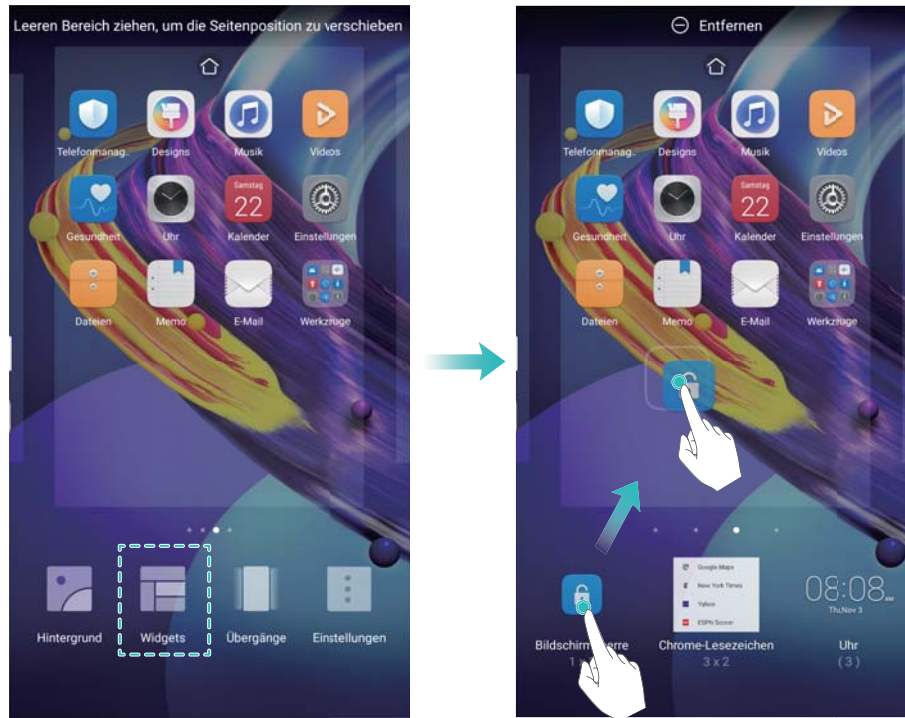 Leeren Bereich ziehen, um die Seitenposition zu verschieben
Telefonmanag..
Designs
Musik
Videos
Samstag
22
Gesundheit
Uhr
Kalender
Einstellungen
Dateien
Memo
E-Mail
Werkzeuge
Hintergrund
Widgets
Übergänge
Einstellungen
Entfernen
Telefonmanag..
Designs
Musik
Videos
Samstag
22
Gesundheit
Uhr
Kalender
Einstellungen
Dateien
Memo
E-Mail
Werkzeuge
Google Maps
New York Times
Yahoo
ESPN Soccer
08:08 AM
Thu,Nov 3
Chrome-Lesezeichen
Uhr
3 x 2
(3)